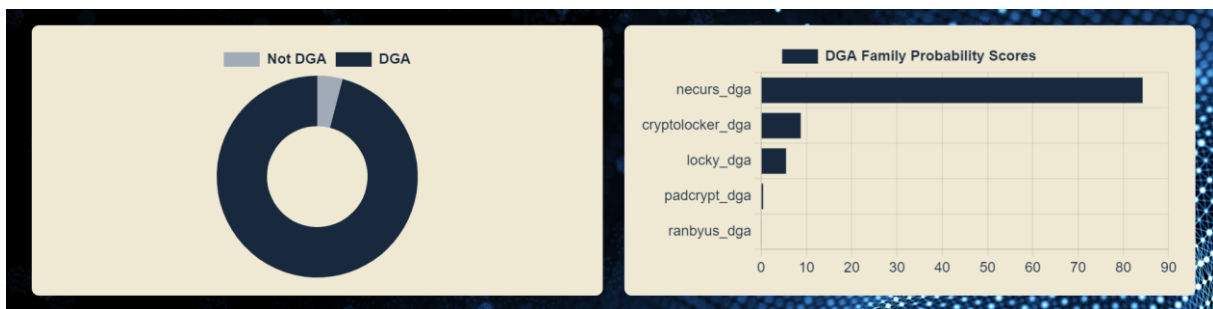 Not DGA DGA
DGA Family Probability Scores
necurs_dga
cryptolocker_dga
locky_dga
padcrypt_dga
ranbyus_dga
0 10 20 30 40 50 60 70 80 90